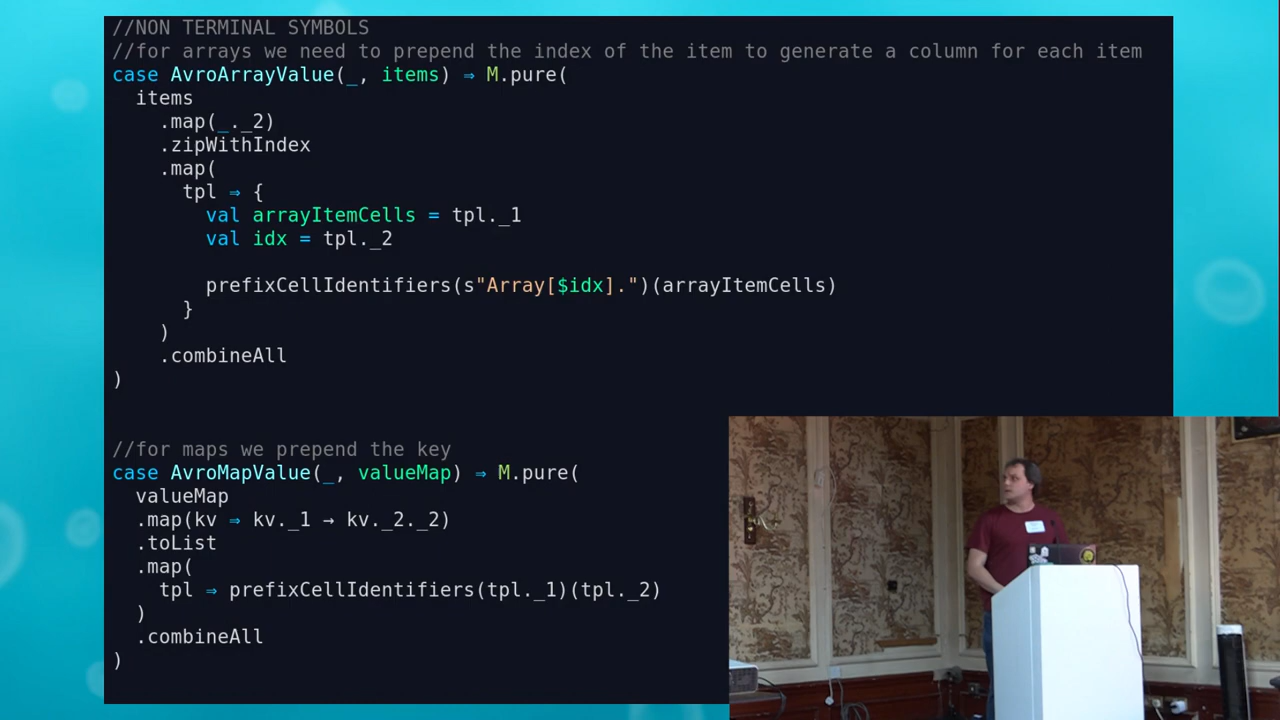 //NON TERMINAL SYMBOLS
//for arrays we need to prepend the index of the item to generate a column for each item
case AvroArrayValue(_, items) ⇒ M.pure(
  items
    .map(_._2)
    .zipWithIndex
    .map(
      tpl ⇒ {
        val arrayItemCells = tpl._1
        val idx = tpl._2

        prefixCellIdentifiers(s"Array[$idx].")(arrayItemCells)
      }
    )
    .combineAll
)

//for maps we prepend the key
case AvroMapValue(_, valueMap) ⇒ M.pure(
  valueMap
  .map(kv ⇒ kv._1 → kv._2._2)
  .toList
  .map(
    tpl ⇒ prefixCellIdentifiers(tpl._1)(tpl._2)
  )
  .combineAll
)